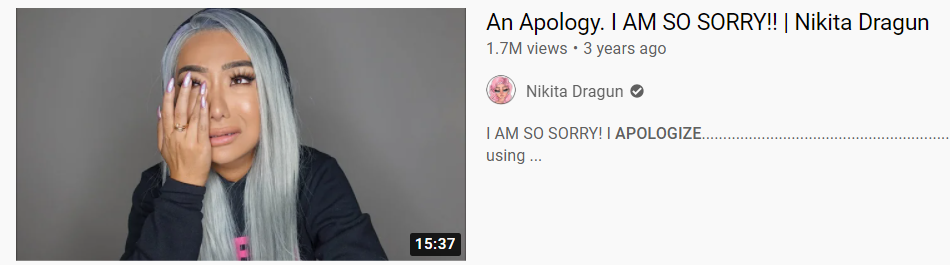 An Apology. I AM SO SORRY!! | Nikita Dragun
1.7M views • 3 years ago
Nikita Dragun
I AM SO SORRY! I APOLOGIZE..........................................................
using ...
15:37